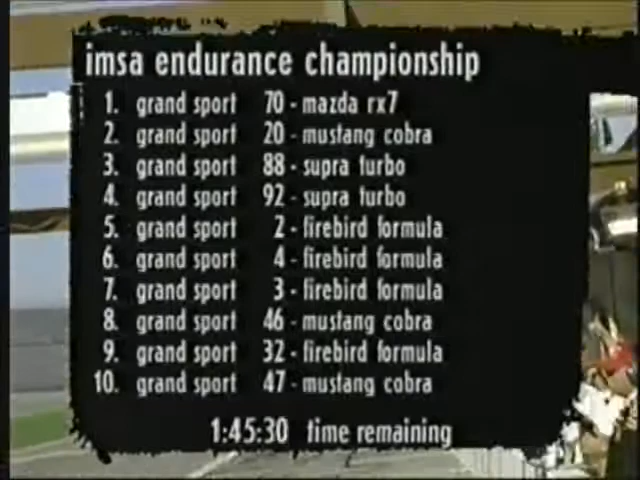 imsa endurance championship
1. grand sport 70 - mazda rx7
2. grand sport 20 - mustang cobra
3. grand sport 88 - supra turbo
4. grand sport 92 - supra turbo
5. grand sport 2 - firebird formula
6. grand sport 4 - firebird formula
7. grand sport 3 - firebird formula
8. grand sport 46 - mustang cobra
9. grand sport 32 - firebird formula
10. grand sport 47 - mustang cobra
1:45:30 time remaining